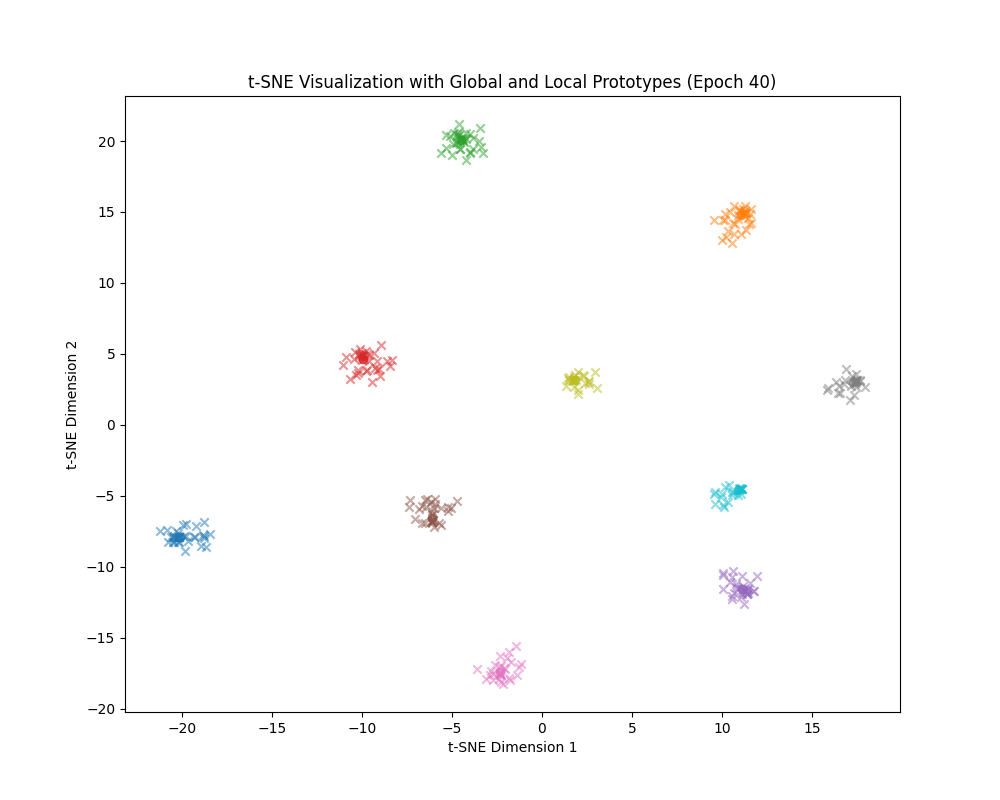 t-SNE Visualization with Global and Local Prototypes (Epoch 40)
20
15
10
5
0
−5
−10
−15
−20
t-SNE Dimension 2
−20 −15 −10 −5 0 5 10 15
t-SNE Dimension 1